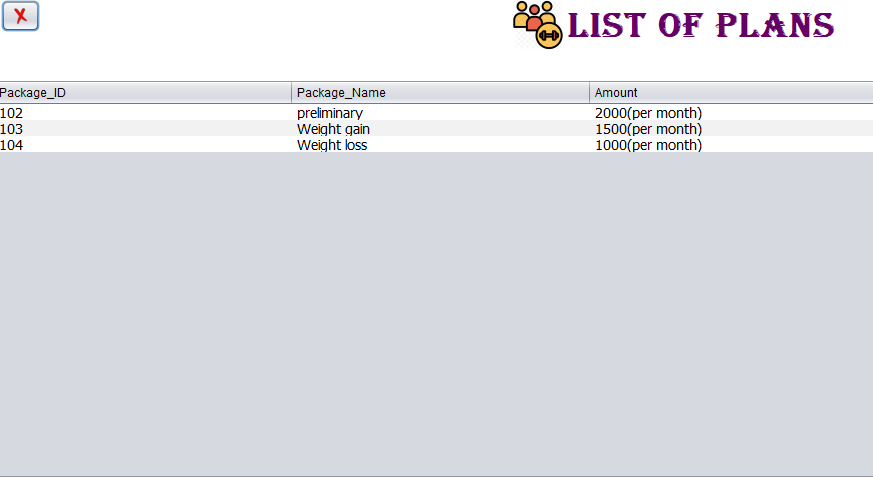 LIST OF PLANS
Package_ID Package_Name Amount
102 preliminary 2000(per month)
103 Weight gain 1500(per month)
104 Weight loss 1000(per month)